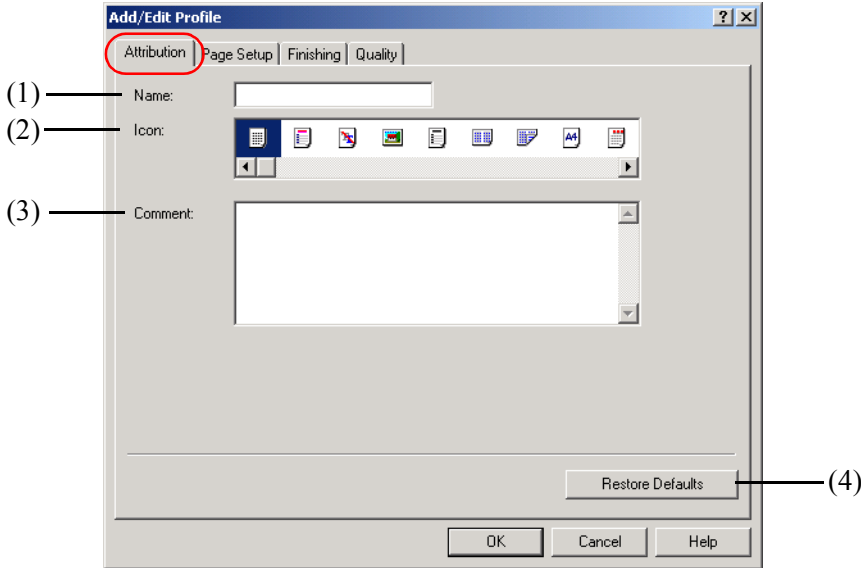 Add/Edit Profile
Attribution Page Setup Finishing Quality
(1) Name:
(2) Icon:
A4
(3) Comment:
Restore Defaults (4)
OK Cancel Help